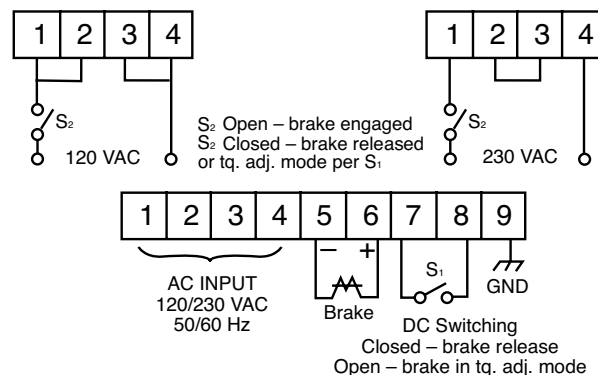 1 2 3 4
S₂
120 VAC
S₂ Open – brake engaged
S₂ Closed – brake released
or tq. adj. mode per S₁
1 2 3 4
S₂
230 VAC
1 2 3 4 5 6 7 8 9
AC INPUT
120/230 VAC
50/60 Hz
– +
Brake
S₁
GND
DC Switching
Closed – brake release
Open – brake in tq. adj. mode